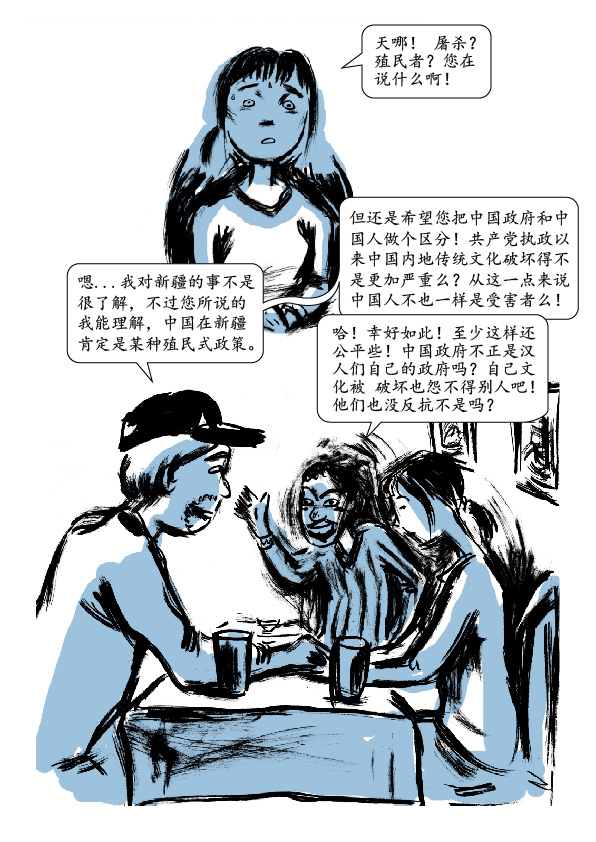 天哪！ 屠杀？
殖民者？您在
说什么啊！
但还是希望您把中国政府和中
国人做个区分！共产党执政以
来中国内地传统文化破坏得不
是更加严重么？从这一点来说
中国人不也一样是受害者么！
嗯...我对新疆的事不是
很了解，不过您所说的
我能理解，中国在新疆
肯定是某种殖民式政策。
哈！幸好如此！至少这样还
公平些！中国政府不正是汉
人们自己的政府吗？自己文
化被 破坏也怨不得别人吧！
他们也没反抗不是吗？